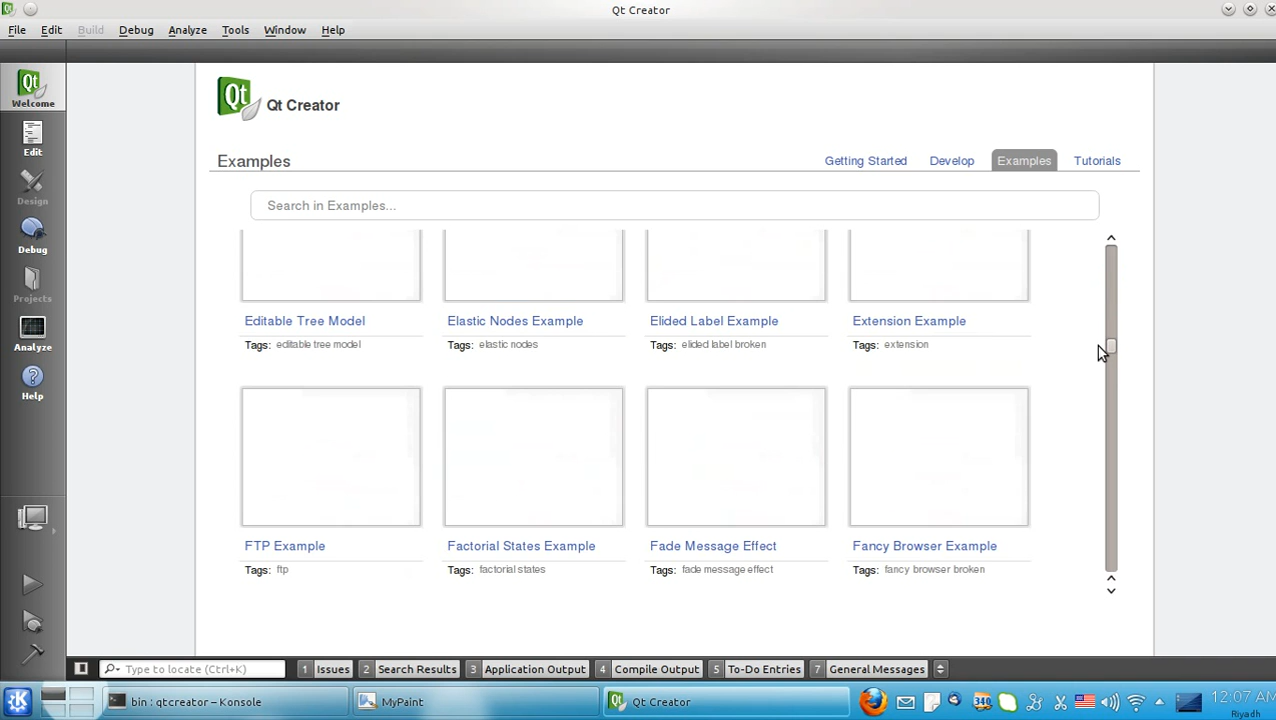 Qt Creator
File Edit Build Debug Analyze Tools Window Help
Qt
Welcome
Edit
Design
Debug
Projects
Analyze
Help
Qt Qt Creator
Examples
Getting Started Develop Examples Tutorials
Search in Examples...
Editable Tree Model Elastic Nodes Example Elided Label Example Extension Example
Tags: editable tree model Tags: elastic nodes Tags: elided label broken Tags: extension
FTP Example Factorial States Example Fade Message Effect Fancy Browser Example
Tags: ftp Tags: factorial states Tags: fade message effect Tags: fancy browser broken
Type to locate (Ctrl+K) 1 Issues 2 Search Results 3 Application Output 4 Compile Output 5 To-Do Entries 7 General Messages
bin : qtcreator – Konsole MyPaint Qt Creator 340 12:07 AM
Riyadh